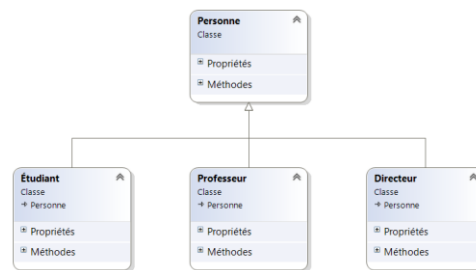 Personne
Classe
Propriétés
Méthodes
Étudiant
Classe
Personne
Propriétés
Méthodes
Professeur
Classe
Personne
Propriétés
Méthodes
Directeur
Classe
Personne
Propriétés
Méthodes